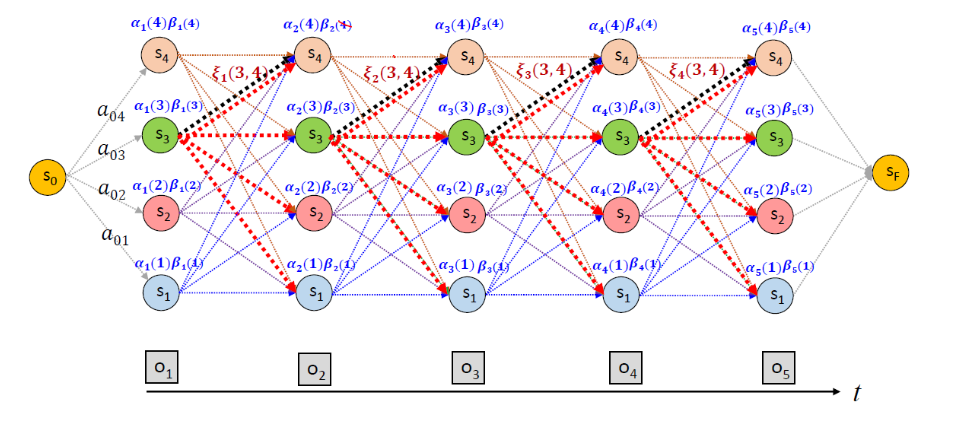 α₁(4)β₁(4) α₂(4)β₂(4) α₃(4)β₃(4) α₄(4)β₄(4) α₅(4)β₅(4)
S₄ S₄ S₄ S₄ S₄
ξ₁(3,4) ξ₂(3,4) ξ₃(3,4) ξ₄(3,4)
a₀₄
α₁(3)β₁(3) α₂(3)β₂(3) α₃(3)β₃(3) α₄(3)β₄(3) α₅(3)β₅(3)
S₃ S₃ S₃ S₃ S₃
a₀₃
S₀ S_F
a₀₂
α₁(2)β₁(2) α₂(2)β₂(2) α₃(2)β₃(2) α₄(2)β₄(2) α₅(2)β₅(2)
S₂ S₂ S₂ S₂ S₂
a₀₁
α₁(1)β₁(1) α₂(1)β₂(1) α₃(1)β₃(1) α₄(1)β₄(1) α₅(1)β₅(1)
S₁ S₁ S₁ S₁ S₁
O₁ O₂ O₃ O₄ O₅
t